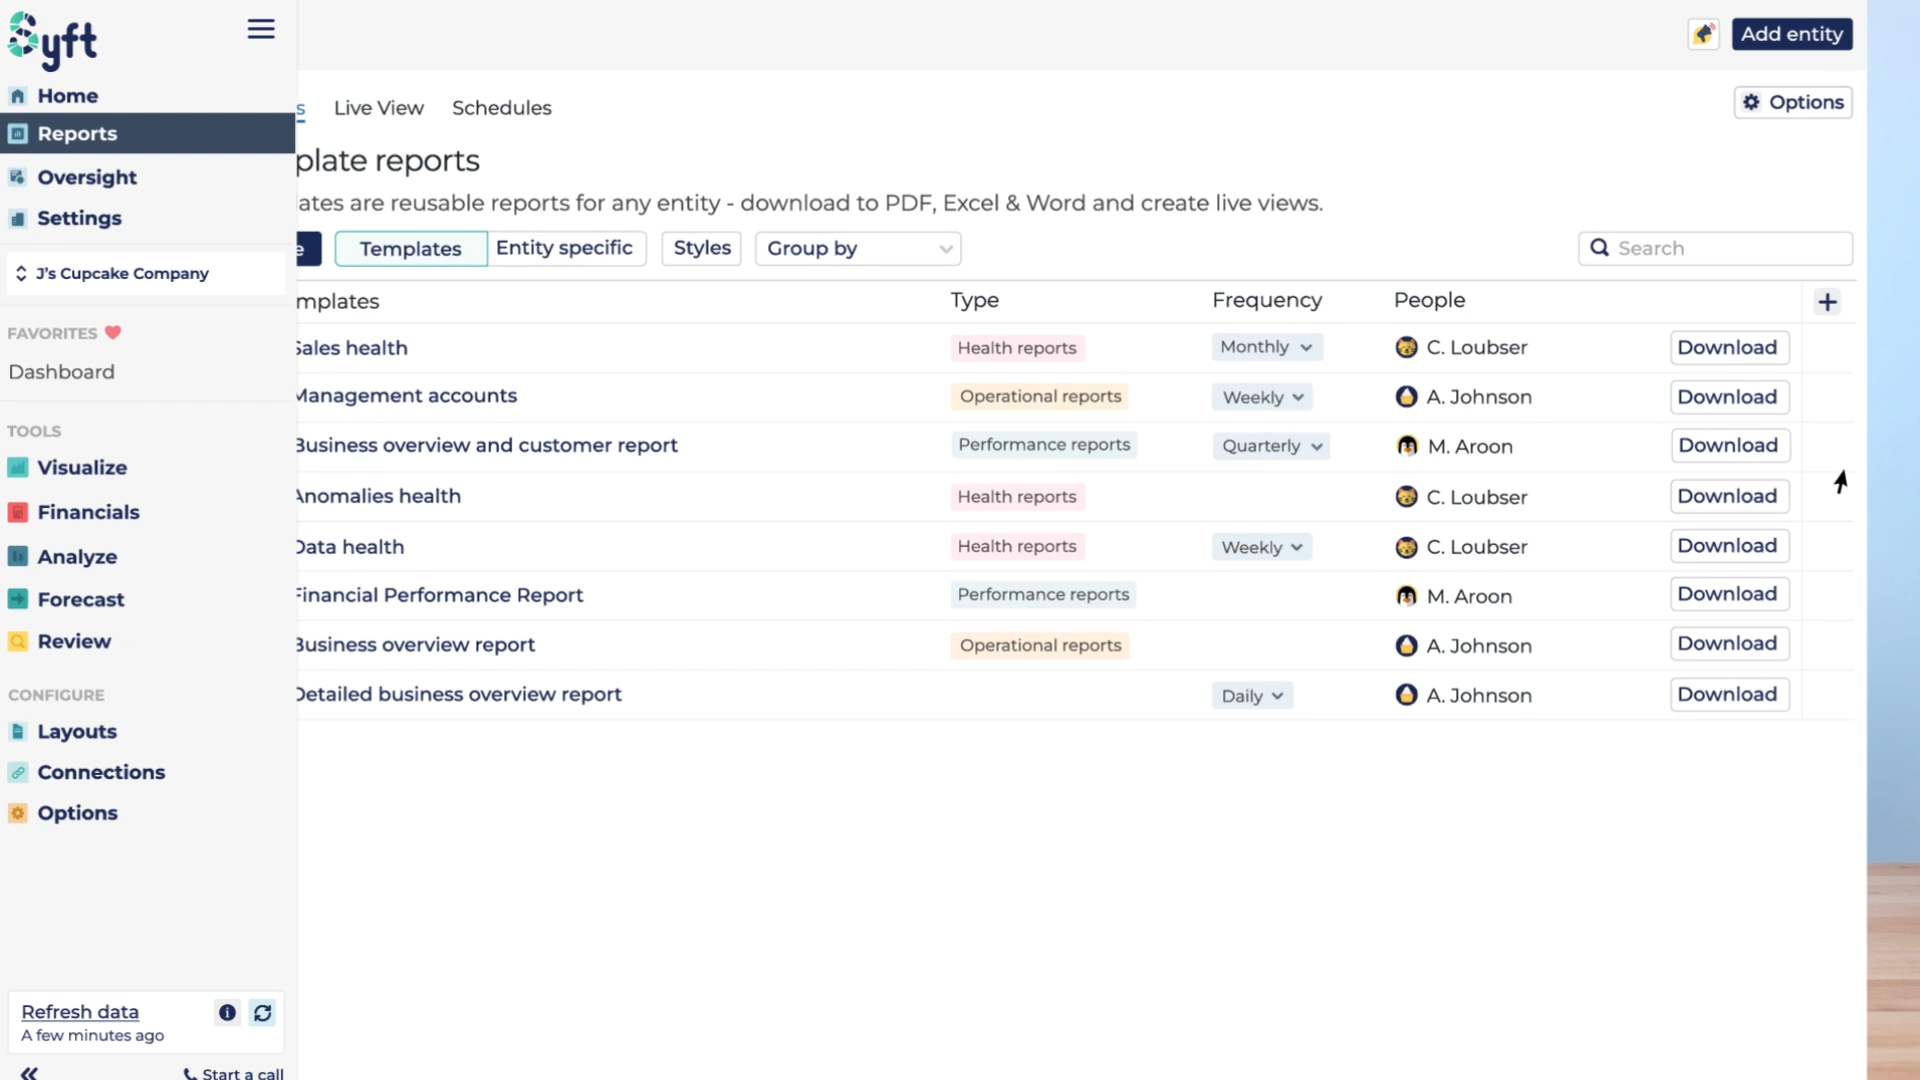 Syft
Home
Reports
Oversight
Settings
J's Cupcake Company
FAVORITES
Dashboard
TOOLS
Visualize
Financials
Analyze
Forecast
Review
CONFIGURE
Layouts
Connections
Options
Refresh data
A few minutes ago
Start a call
Add entity
s Live View Schedules
Options
plate reports
ates are reusable reports for any entity - download to PDF, Excel & Word and create live views.
e Templates Entity specific Styles Group by Search
mplates Type Frequency People
Sales health Health reports Monthly C. Loubser Download
Management accounts Operational reports Weekly A. Johnson Download
Business overview and customer report Performance reports Quarterly M. Aroon Download
Anomalies health Health reports C. Loubser Download
Data health Health reports Weekly C. Loubser Download
Financial Performance Report Performance reports M. Aroon Download
Business overview report Operational reports A. Johnson Download
Detailed business overview report Daily A. Johnson Download